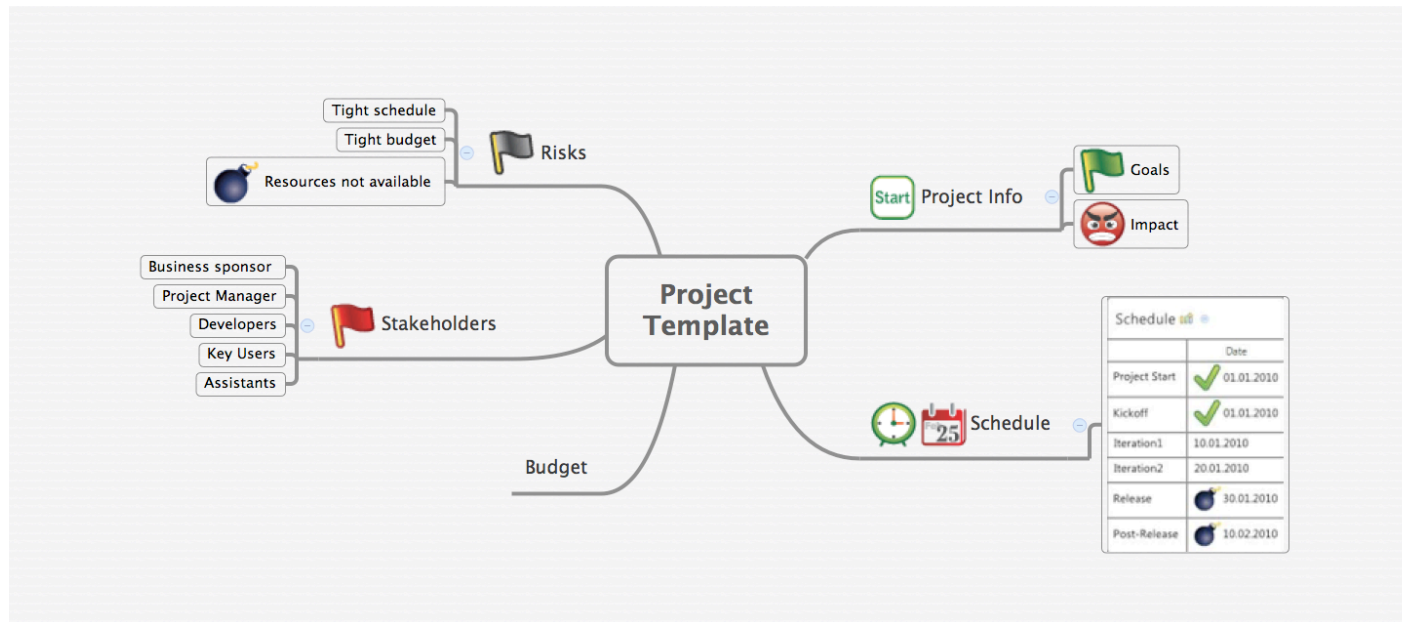 Project
Template
Risks
Tight schedule
Tight budget
Resources not available
Stakeholders
Business sponsor
Project Manager
Developers
Key Users
Assistants
Budget
Start Project Info
Goals
Impact
Feb
25
Schedule
Schedule
Date
Project Start 01.01.2010
Kickoff 01.01.2010
Iteration1 10.01.2010
Iteration2 20.01.2010
Release 30.01.2010
Post-Release 10.02.2010